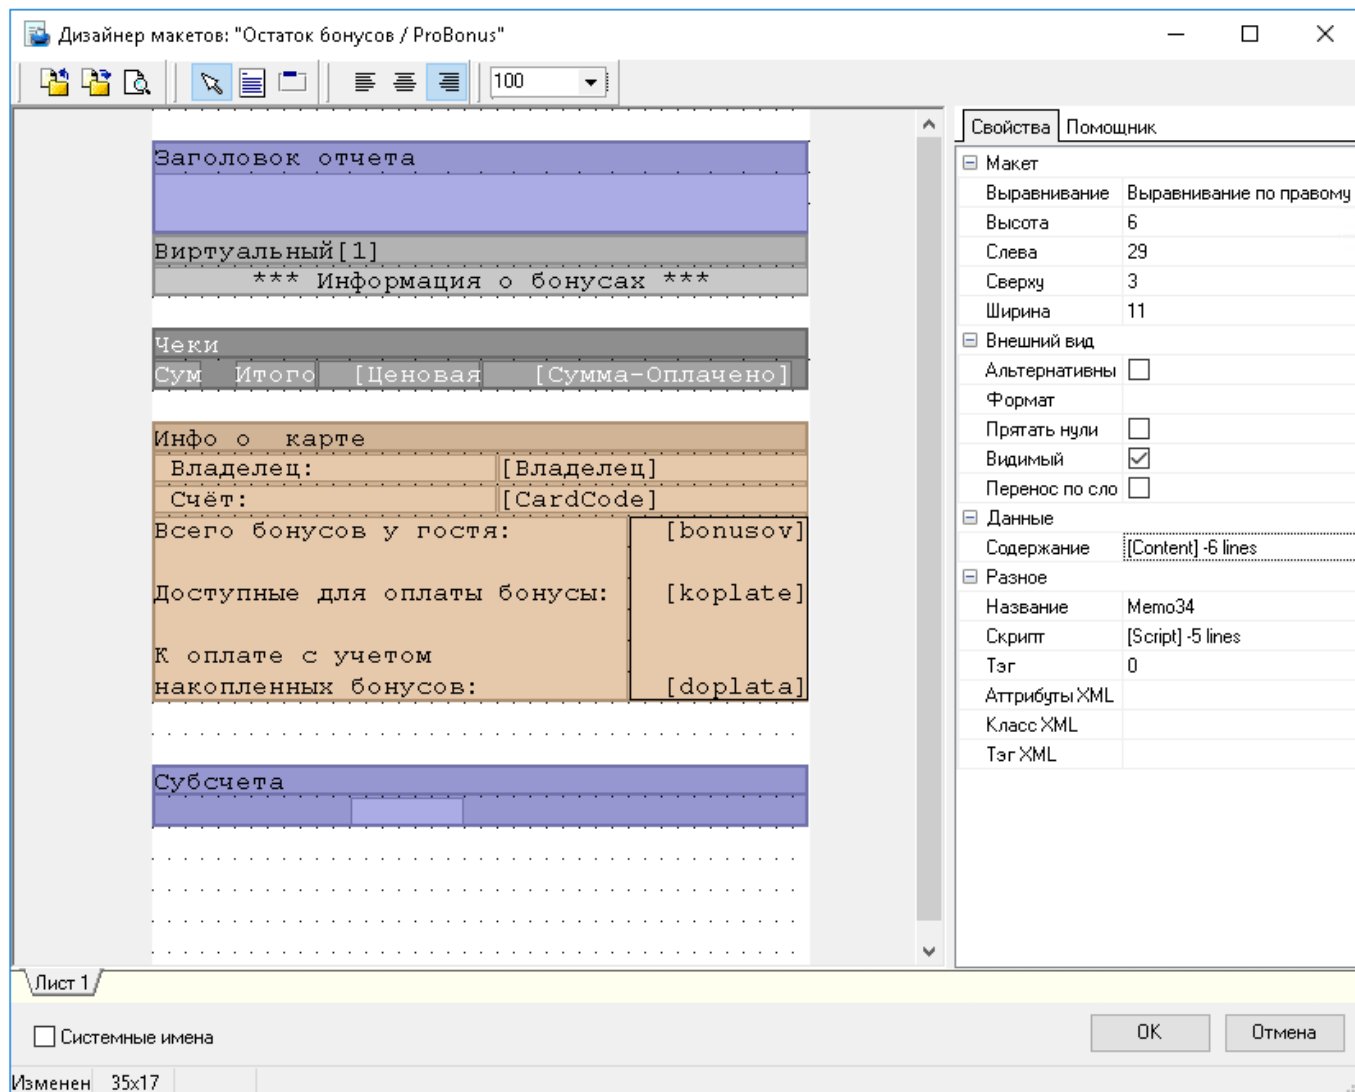 Дизайнер макетов: "Остаток бонусов / ProBonus"
100
Заголовок отчета
Виртуальный[1]
*** Информация о бонусах ***
Чеки
Сум Итого [Ценовая [Сумма-Оплачено]
Инфо о карте
Владелец: [Владелец]
Счёт: [CardCode]
Всего бонусов у гостя: [bonusov]
Доступные для оплаты бонусы: [koplate]
К оплате с учетом
накопленных бонусов: [doplata]
Субсчета
Свойства Помощник
Макет
Выравнивание Выравнивание по правому
Высота 6
Слева 29
Сверху 3
Ширина 11
Внешний вид
Альтернативны
Формат
Прятать нули
Видимый
Перенос по сло
Данные
Содержание [Content] -6 lines
Разное
Название Memo34
Скрипт [Script] -5 lines
Тэг 0
Аттрибуты XML
Класс XML
Тэг XML
Лист 1
Системные имена
OK Отмена
Изменен 35x17